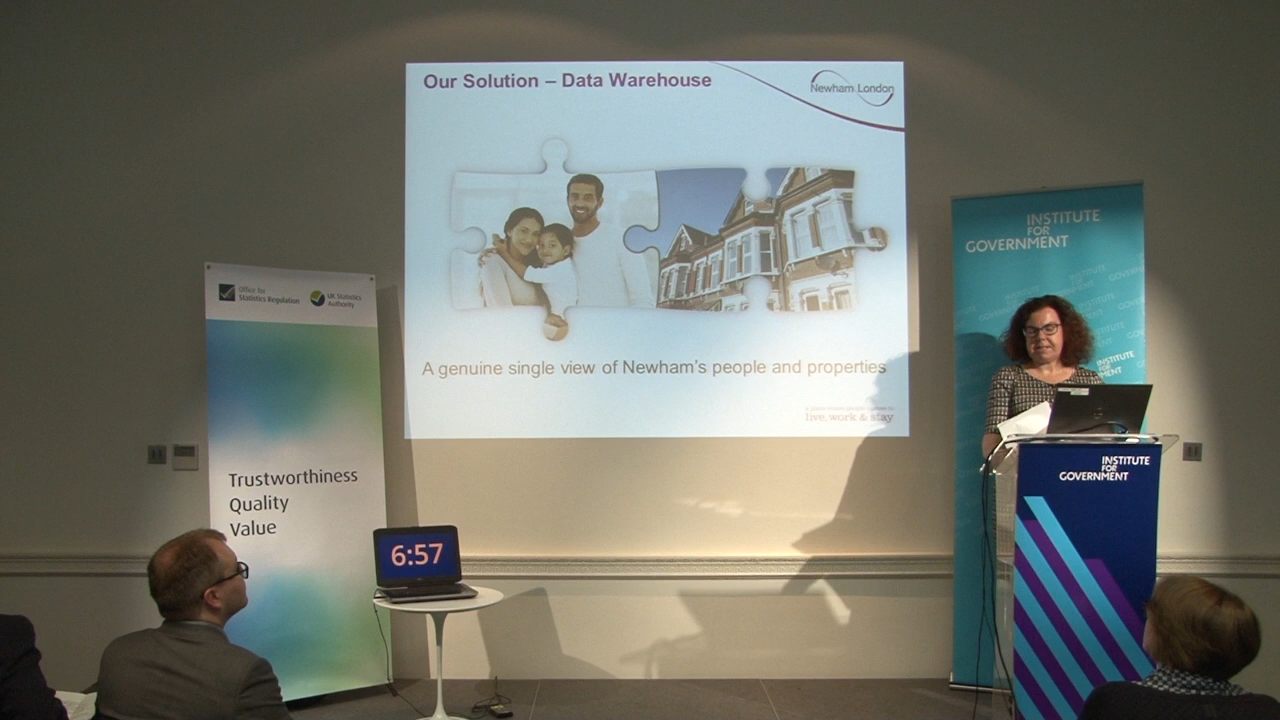 Our Solution – Data Warehouse
Newham London
A genuine single view of Newham's people and properties
live, work & stay
Office for
Statistics Regulation
UK Statistics
Authority
Trustworthiness
Quality
Value
6:57
INSTITUTE
FOR
GOVERNMENT
INSTITUTE
FOR
GOVERNMENT